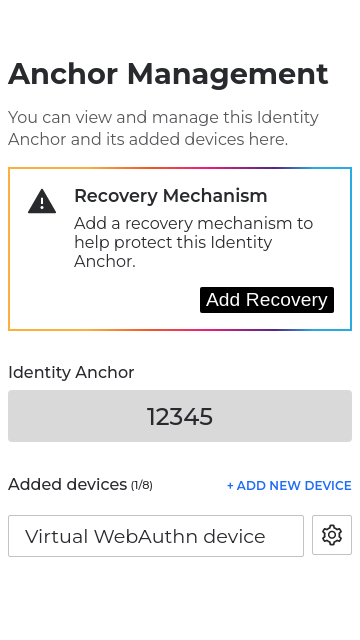 Anchor Management
You can view and manage this Identity
Anchor and its added devices here.
Recovery Mechanism
Add a recovery mechanism to
help protect this Identity
Anchor.
Add Recovery
Identity Anchor
12345
Added devices (1/8) + ADD NEW DEVICE
Virtual WebAuthn device